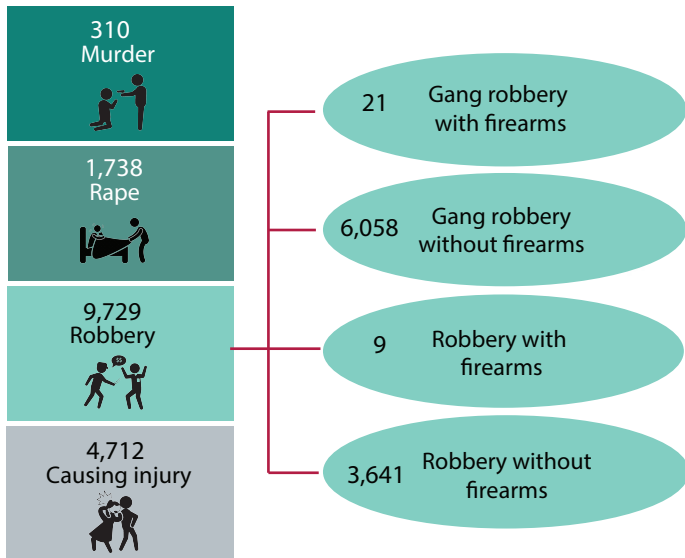 310
Murder
1,738
Rape
9,729
Robbery
$$
4,712
Causing injury
21 Gang robbery
with firearms
6,058 Gang robbery
without firearms
9 Robbery with
firearms
3,641 Robbery without
firearms